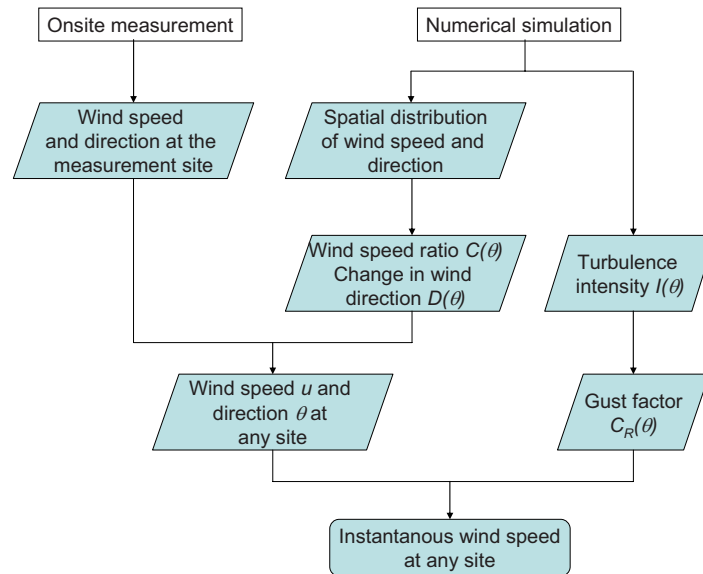 Onsite measurement
Numerical simulation
Wind speed
and direction at the
measurement site
Spatial distribution
of wind speed and
direction
Wind speed ratio C(θ)
Change in wind
direction D(θ)
Turbulence
intensity I(θ)
Wind speed u and
direction θ at
any site
Gust factor
C_R(θ)
Instantanous wind speed
at any site